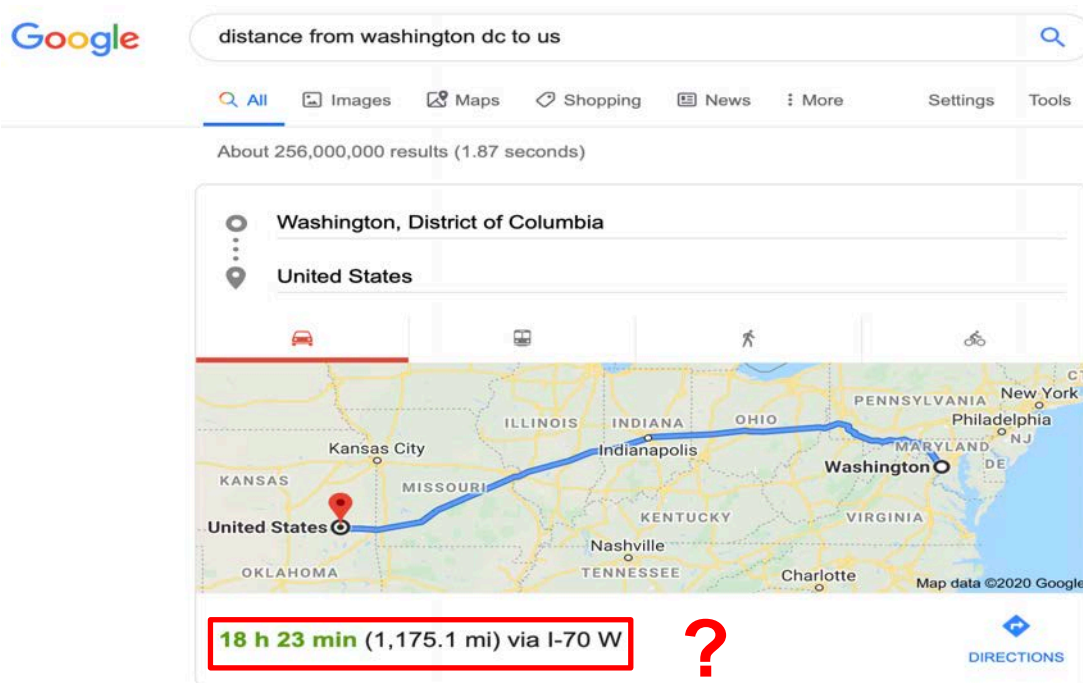 Google
distance from washington dc to us
All Images Maps Shopping News More Settings Tools
About 256,000,000 results (1.87 seconds)
Washington, District of Columbia
United States
C
PENNSYLVANIA New York
ILLINOIS INDIANA OHIO Philadelphia
Kansas City Indianapolis MARYLAND NJ
Washington DE
KANSAS MISSOURI
United States KENTUCKY VIRGINIA
Nashville
OKLAHOMA TENNESSEE Charlotte Map data ©2020 Google
18 h 23 min (1,175.1 mi) via I-70 W ?
DIRECTIONS